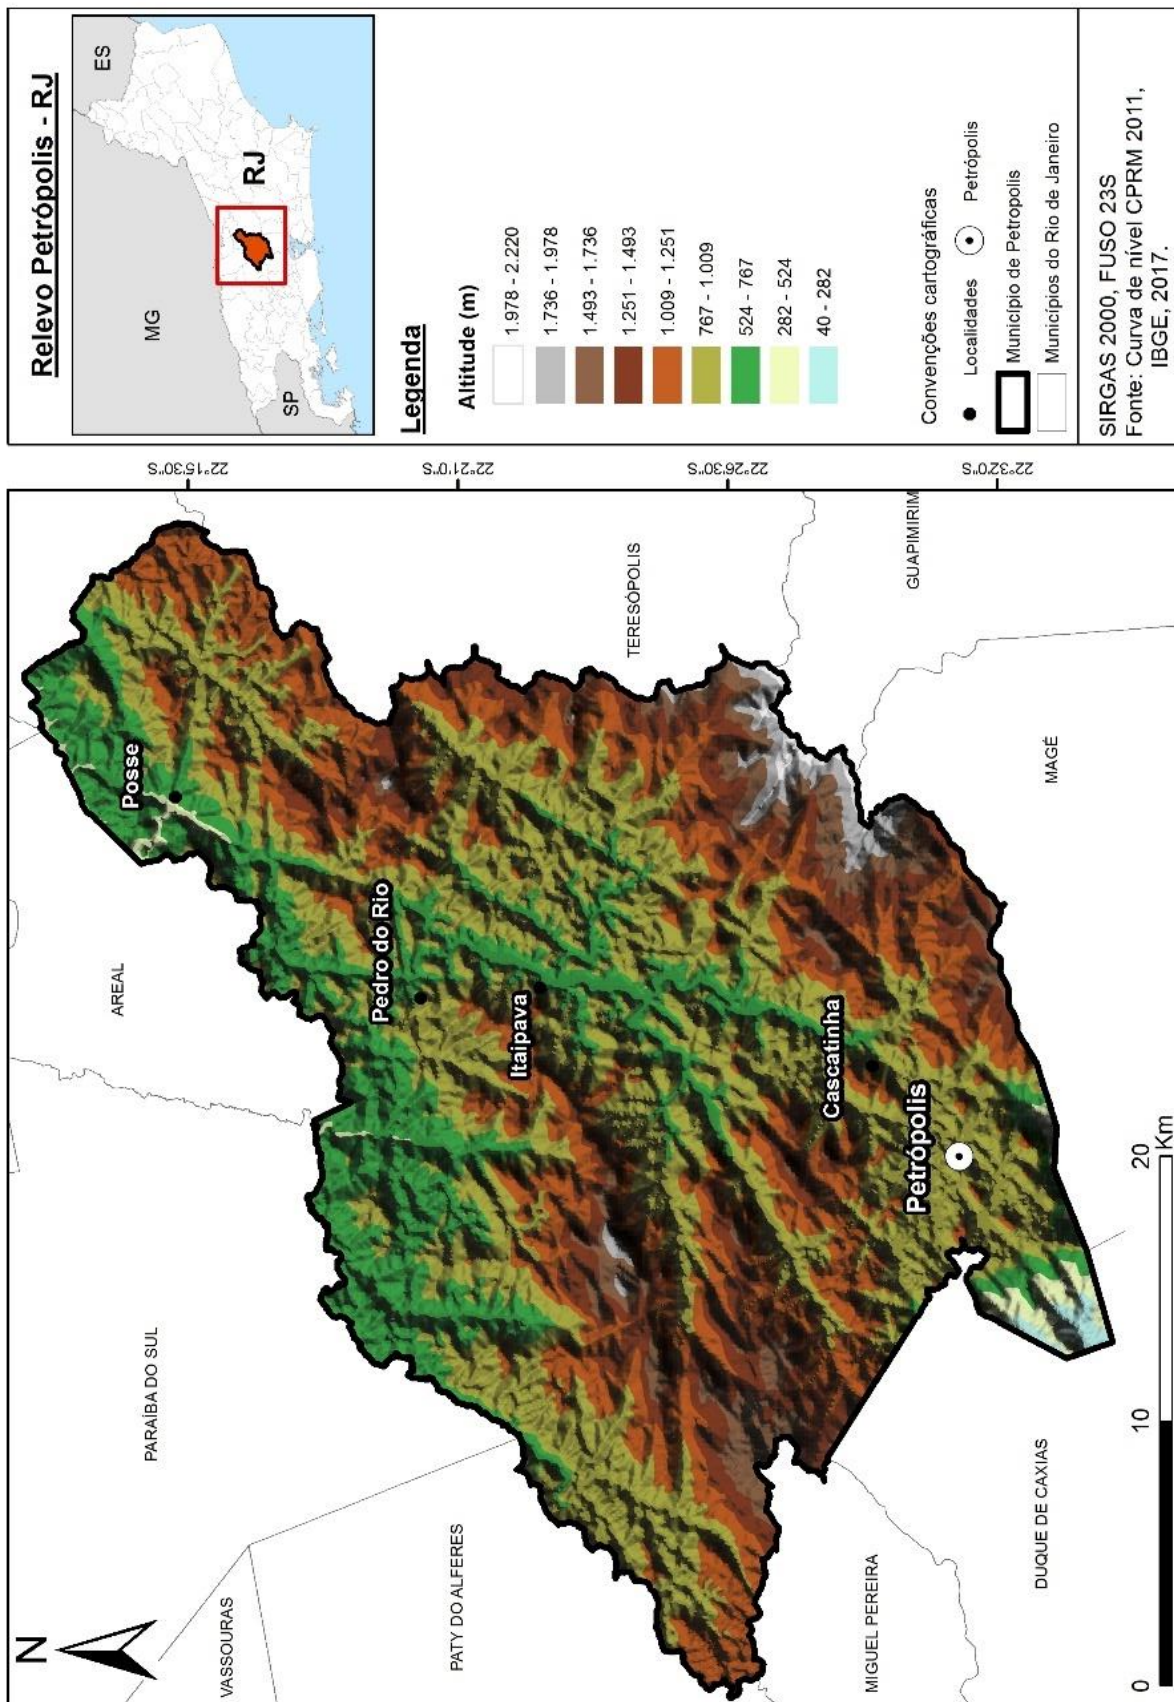 N
VASSOURAS
PARAÍBA DO SUL
AREAL
PATY DO ALFERES
MIGUEL PEREIRA
DUQUE DE CAXIAS
TERESÓPOLIS
GUAPIMIRIM
MAGÉ
Posse
Pedro do Rio
Itaipava
Cascatinha
Petrópolis
0 10 20
Km
22°15'30"S
22°21'0"S
22°26'30"S
22°32'0"S
Relevo Petrópolis - RJ
MG
ES
SP
RJ
Legenda
Altitude (m)
1.978 - 2.220
1.736 - 1.978
1.493 - 1.736
1.251 - 1.493
1.009 - 1.251
767 - 1.009
524 - 767
282 - 524
40 - 282
Convenções cartográficas
Localidades
Petrópolis
Município de Petropolis
Municípios do Rio de Janeiro
SIRGAS 2000, FUSO 23S
Fonte: Curva de nível CPRM 2011,
IBGE, 2017.